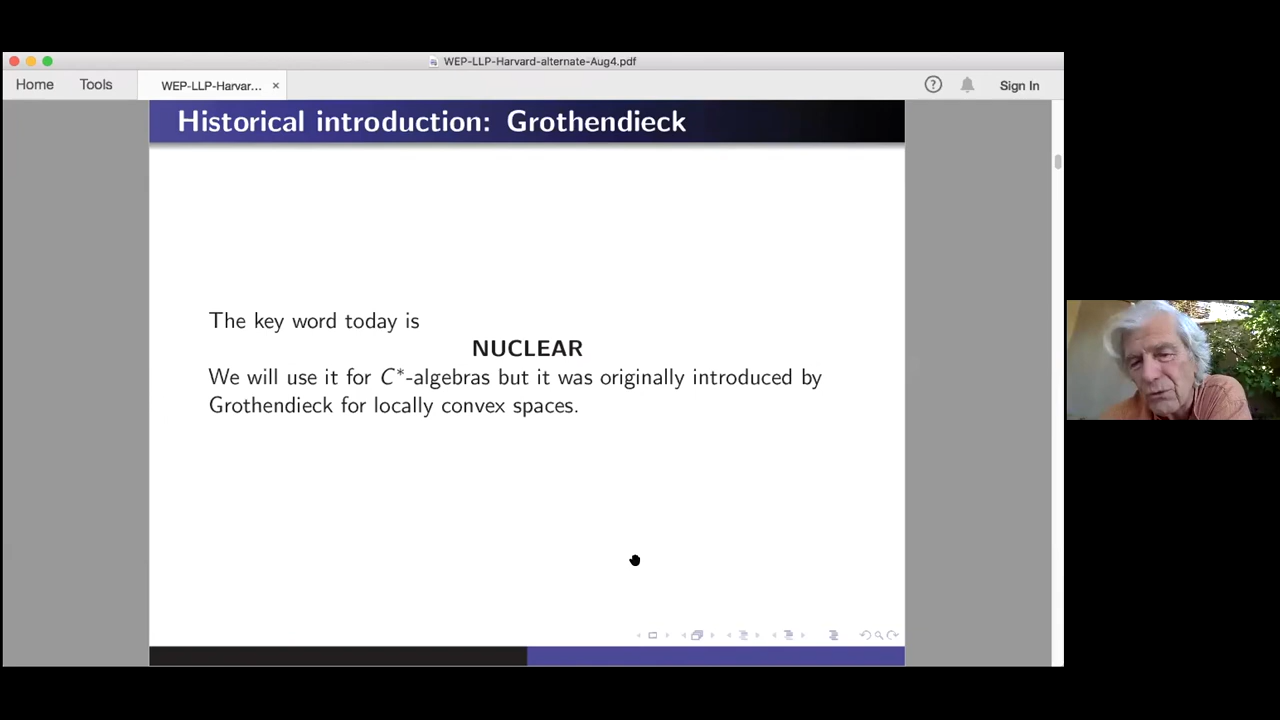 WEP-LLP-Harvard-alternate-Aug4.pdf
Home Tools WEP-LLP-Harvar... × ? Sign In
Historical introduction: Grothendieck
The key word today is
NUCLEAR
We will use it for C*-algebras but it was originally introduced by
Grothendieck for locally convex spaces.